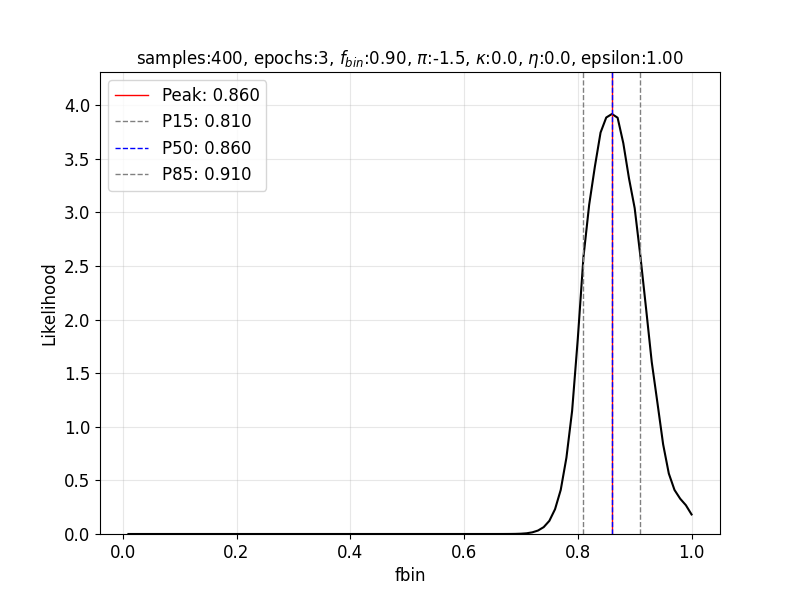 samples:400, epochs:3, $f_{bin}$:0.90, π:-1.5, κ:0.0, η:0.0, epsilon:1.00
Peak: 0.860
P15: 0.810
P50: 0.860
P85: 0.910
4.0
3.5
3.0
2.5
2.0
1.5
1.0
0.5
0.0
Likelihood
0.0 0.2 0.4 0.6 0.8 1.0
fbin